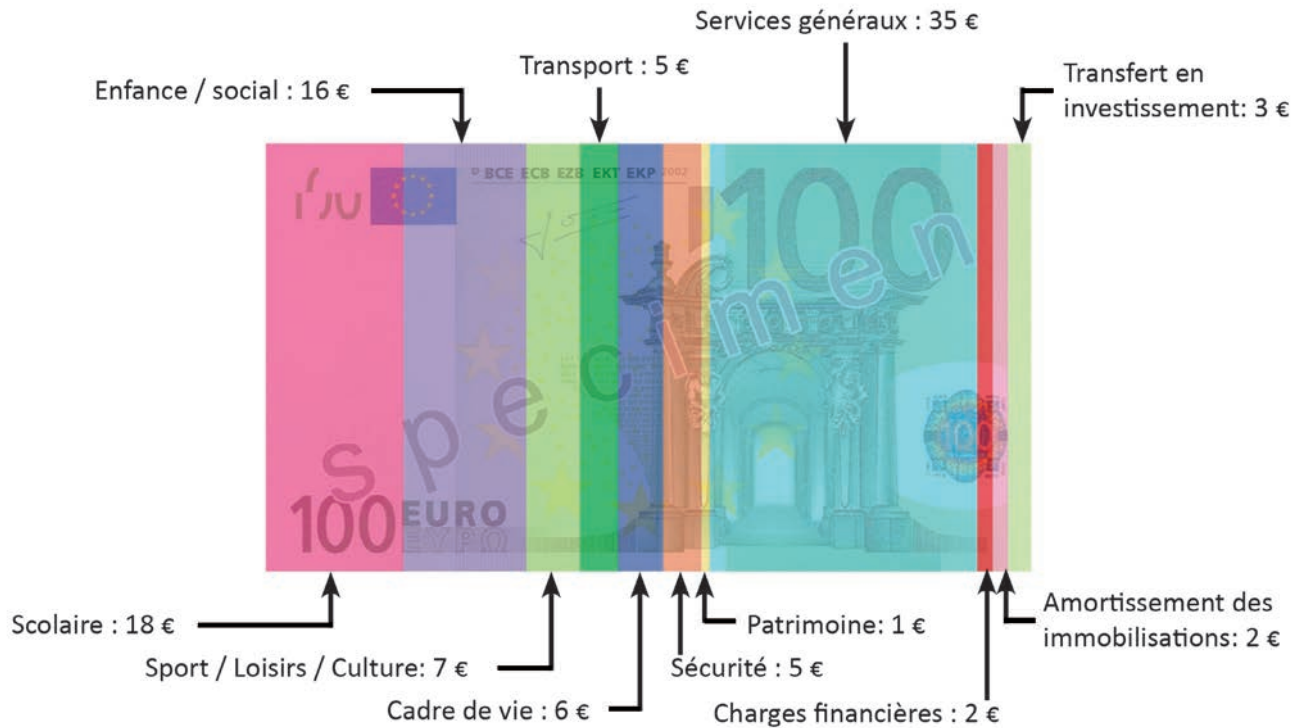 Services généraux : 35 €
Transport : 5 €
Enfance / social : 16 €
Transfert en
investissement: 3 €
BCE ECB EZB EKT EKP 2002
100
specimen
100
100 EURO
ΕΥΡΩ
Scolaire : 18 €
Patrimoine: 1 €
Amortissement des
immobilisations: 2 €
Sport / Loisirs / Culture: 7 €
Sécurité : 5 €
Cadre de vie : 6 €
Charges financières : 2 €